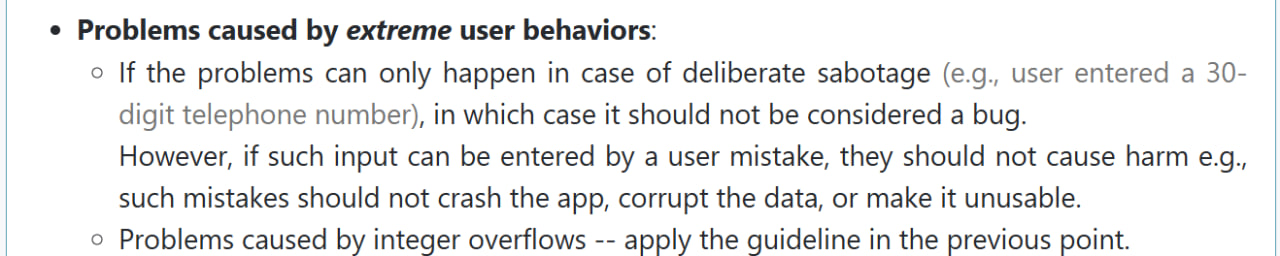 • Problems caused by extreme user behaviors:
○ If the problems can only happen in case of deliberate sabotage (e.g., user entered a 30-
digit telephone number), in which case it should not be considered a bug.
However, if such input can be entered by a user mistake, they should not cause harm e.g.,
such mistakes should not crash the app, corrupt the data, or make it unusable.
○ Problems caused by integer overflows -- apply the guideline in the previous point.